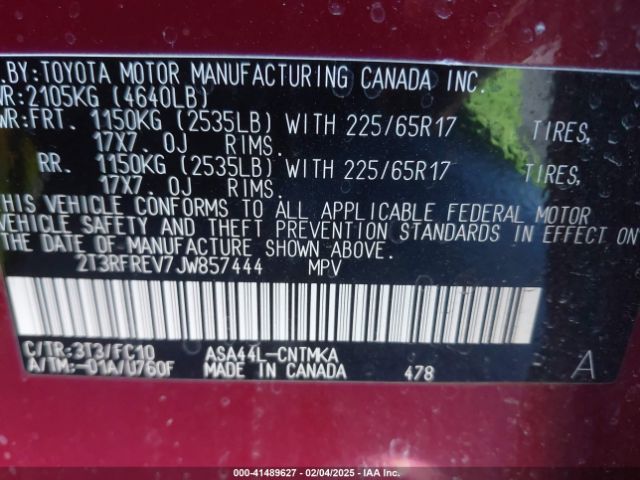 . BY: TOYOTA MOTOR MANUFACTURING CANADA INC.
WR: 2105KG (4640LB)
WR: FRT. 1150KG (2535LB) WITH 225/65R17 TIRES,
17X7. 0J RIMS.
RR. 1150KG (2535LB) WITH 225/65R17 TIRES,
17X7. 0J RIMS.
THIS VEHICLE CONFORMS TO ALL APPLICABLE FEDERAL MOTOR
VEHICLE SAFETY AND THEFT PREVENTION STANDARDS IN EFFECT ON
THE DATE OF MANUFACTURE SHOWN ABOVE.
2T3RFREV7JW857444 MPV
C/TR: 3T3/FC10 ASA44L-CNTMKA
A/TM: -01A/U760F MADE IN CANADA 478 A
000-41489627 - 02/04/2025 - IAA Inc.